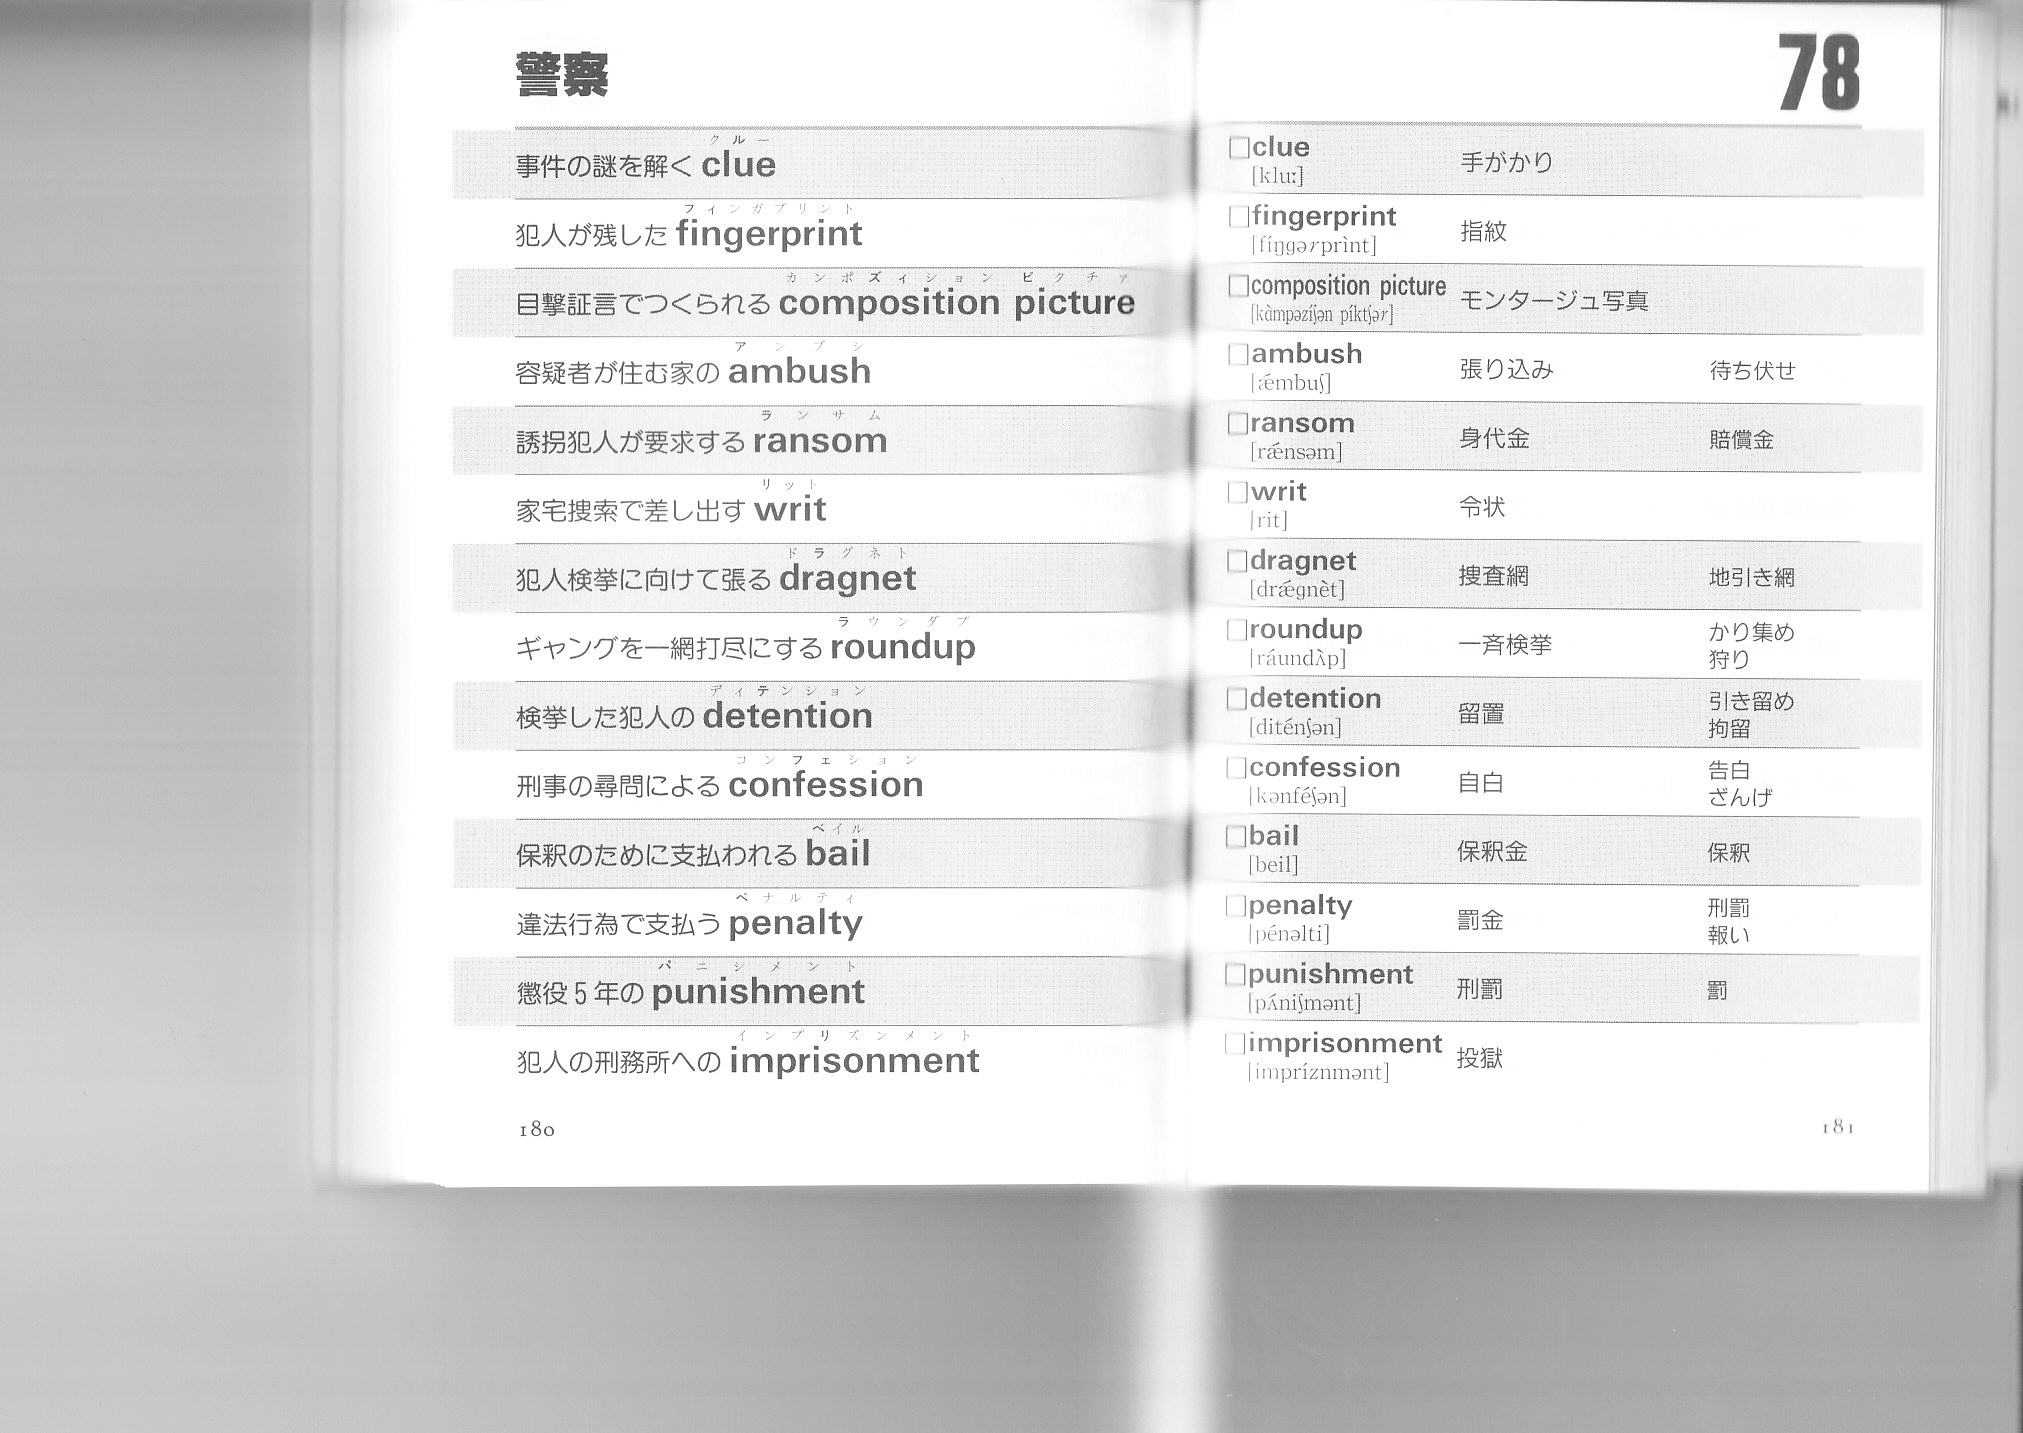 警察
クルー
事件の謎を解く clue
フィンガプリント
犯人が残した fingerprint
カンポズィション ピクチァ
目撃証言でつくられる composition picture
アンブシ
容疑者が住む家の ambush
ランサム
誘拐犯人が要求する ransom
リット
家宅捜索で差し出す writ
ドラグネト
犯人検挙に向けて張る dragnet
ラウンダプ
ギャングを一網打尽にする roundup
ディテンション
検挙した犯人の detention
コンフェション
刑事の尋問による confession
ベイル
保釈のために支払われる bail
ペナルティ
違法行為で支払う penalty
パニシメント
懲役5年の punishment
インプリズンメント
犯人の刑務所への imprisonment
180
78
□clue 手がかり
[klu:]
□fingerprint 指紋
[fíŋgərprìnt]
□composition picture モンタージュ写真
[kàmpəzíʃən píktʃər]
□ambush 張り込み 待ち伏せ
[ǽmbuʃ]
□ransom 身代金 賠償金
[rǽnsəm]
□writ 令状
[rit]
□dragnet 捜査網 地引き網
[drǽgnèt]
□roundup 一斉検挙 かり集め
[ráundʌ̀p] 狩り
□detention 留置 引き留め
[diténʃən] 拘留
□confession 自白 告白
[kənféʃən] ざんげ
□bail 保釈金 保釈
[beil]
□penalty 罰金 刑罰
[pénəlti] 報い
□punishment 刑罰 罰
[pʌ́niʃmənt]
□imprisonment 投獄
[impríznmənt]
181